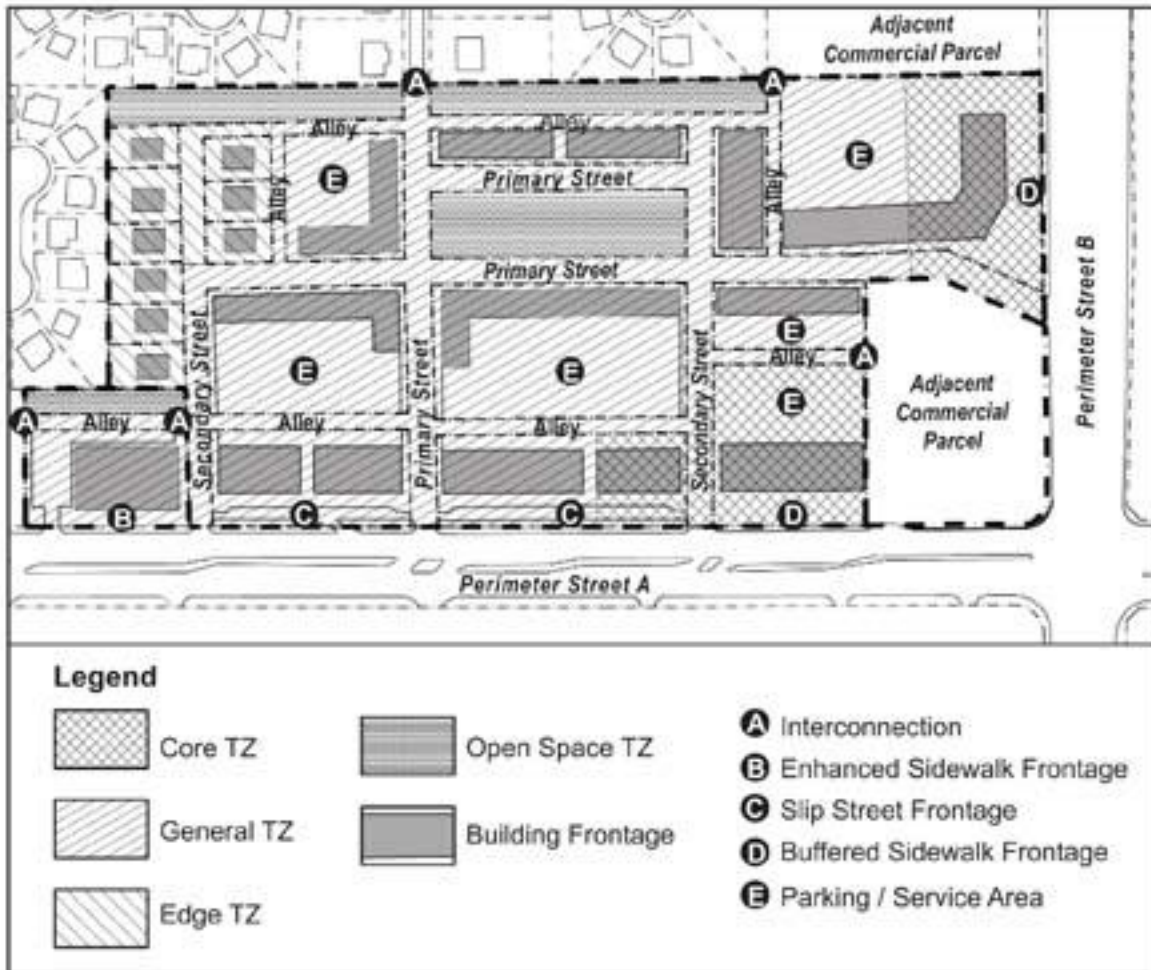 Adjacent
Commercial Parcel
A
A
Alley
Alley
E
Primary Street
Alley
E
Alley
D
Primary Street
Perimeter Street B
Secondary Street
E
Primary Street
E
Secondary Street
E
Alley
A
E
Adjacent
Commercial
Parcel
A
Alley
A
Alley
Alley
B
C
C
D
Perimeter Street A
Legend
Core TZ
General TZ
Edge TZ
Open Space TZ
Building Frontage
A Interconnection
B Enhanced Sidewalk Frontage
C Slip Street Frontage
D Buffered Sidewalk Frontage
E Parking / Service Area